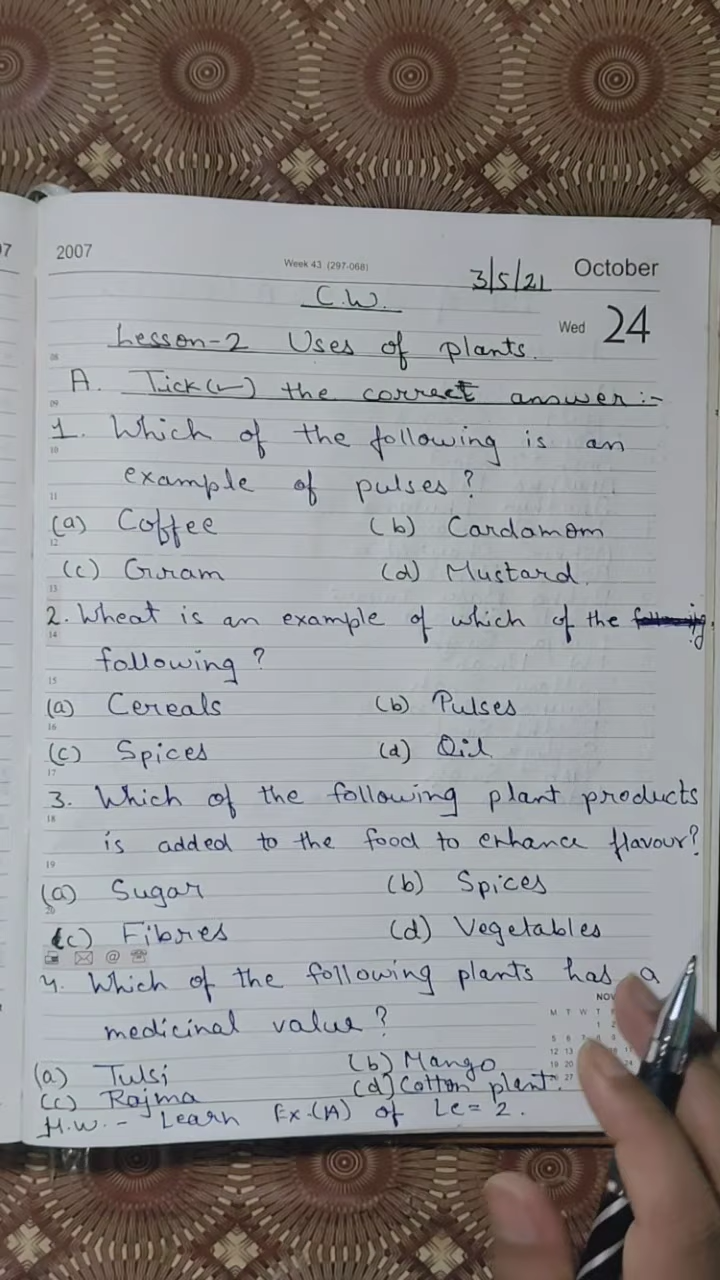 2007
Week 43 (297-068)
3/5/21
October
C.W.
Wed 24
Lesson-2 Uses of plants.
A. Tick(✓) the correct answer :-
1. Which of the following is an
example of pulses?
(a) Coffee (b) Cardamom
(c) Gram (d) Mustard.
2. Wheat is an example of which of the
following?
(a) Cereals (b) Pulses
(c) Spices (d) Oil
3. Which of the following plant products
is added to the food to enhance flavour?
(a) Sugar (b) Spices
(c) Fibres (d) Vegetables
4. Which of the following plants has a
medicinal value?
(a) Tulsi (b) Mango
(c) Rajma (d) Cotton plant.
H.W. - Learn Ex.(A) of Le = 2.